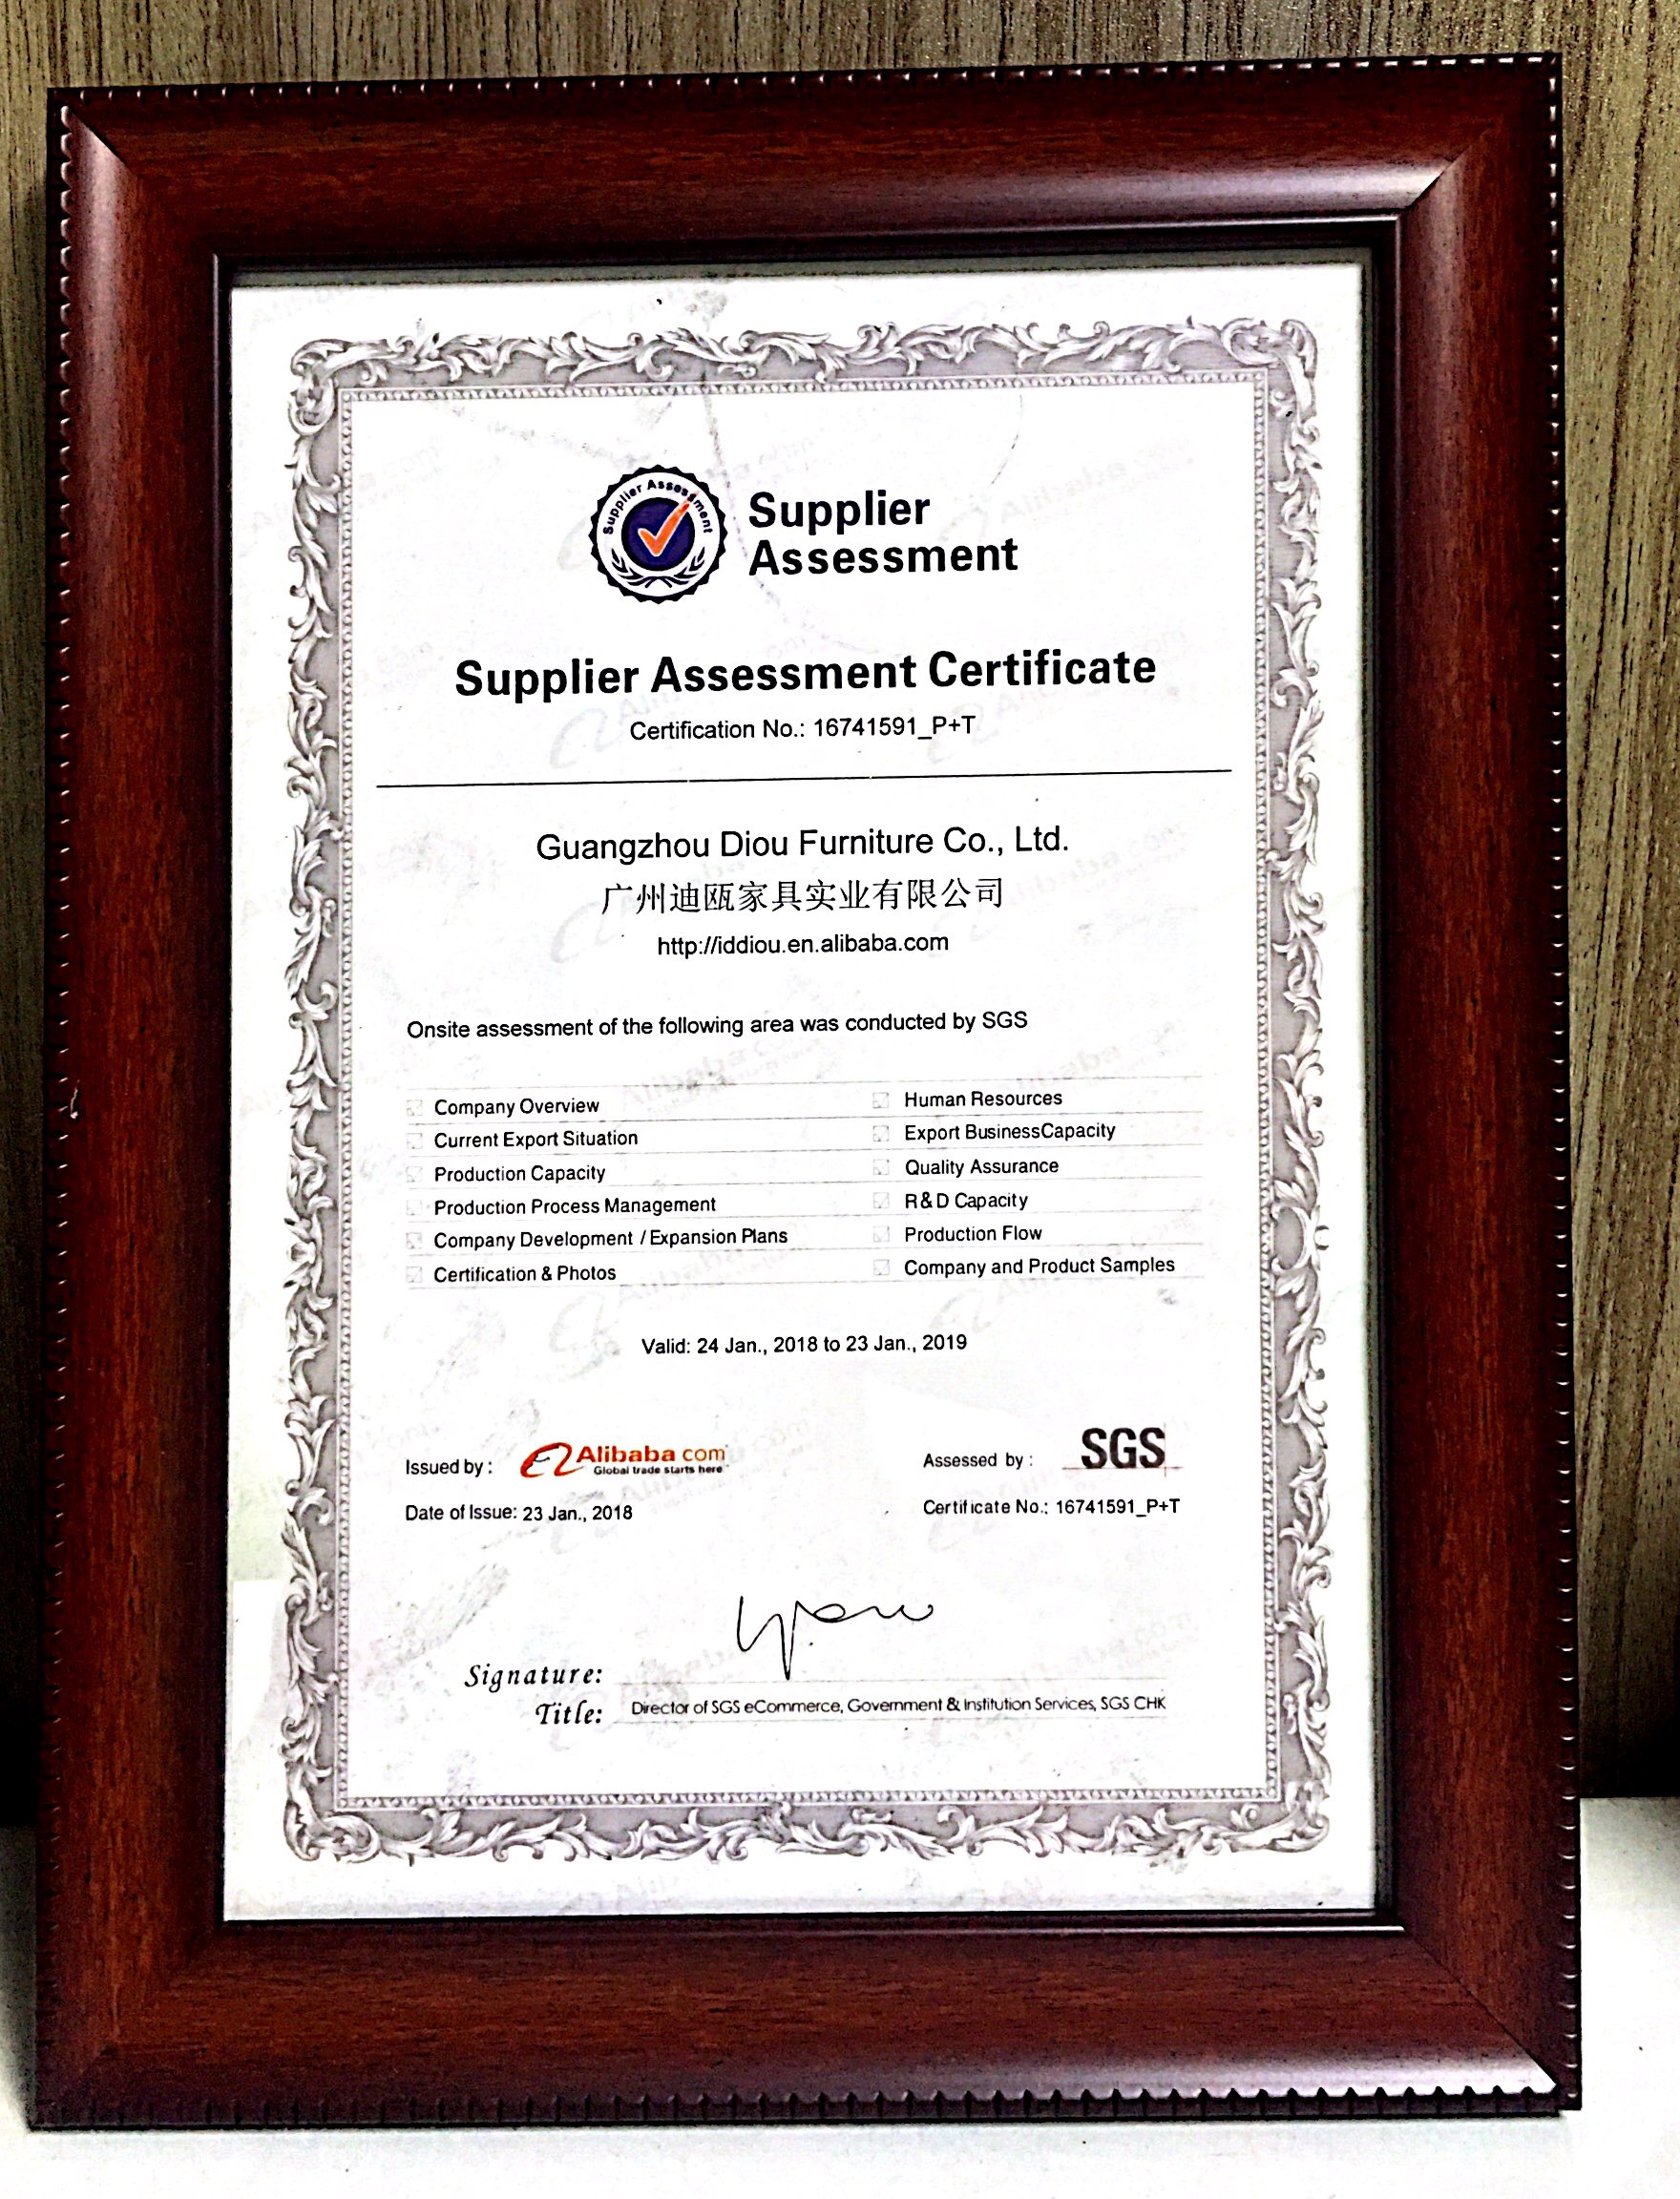 Supplier Assessment
Supplier
Assessment
Supplier Assessment Certificate
Certification No.: 16741591_P+T
Guangzhou Diou Furniture Co., Ltd.
广州迪瓯家具实业有限公司
http://iddiou.en.alibaba.com
Onsite assessment of the following area was conducted by SGS
Company Overview
Human Resources
Current Export Situation
Export BusinessCapacity
Production Capacity
Quality Assurance
Production Process Management
R&D Capacity
Company Development / Expansion Plans
Production Flow
Certification & Photos
Company and Product Samples
Valid: 24 Jan., 2018 to 23 Jan., 2019
Issued by : Alibaba.com
Global trade starts here
Assessed by : SGS
Date of Issue: 23 Jan., 2018
Certificate No.: 16741591_P+T
Signature:
Title: Director of SGS eCommerce, Government & Institution Services, SGS CHK